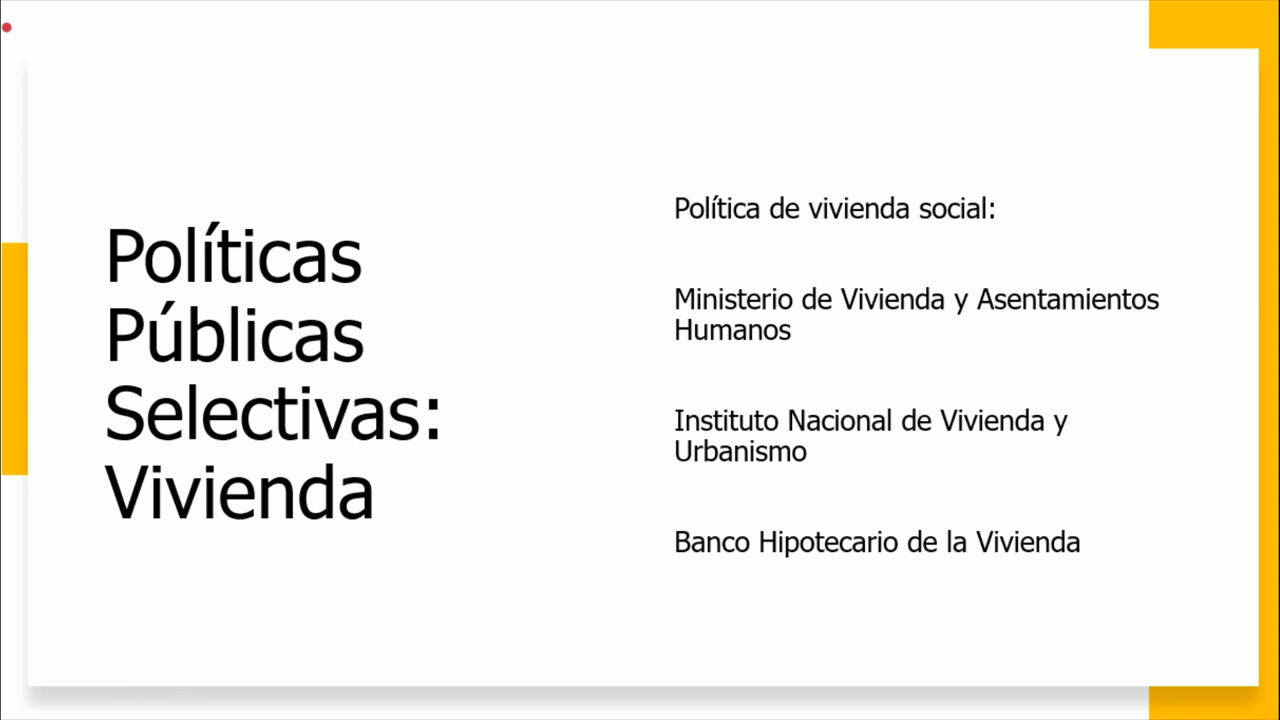 Políticas
Públicas
Selectivas:
Vivienda
Política de vivienda social:
Ministerio de Vivienda y Asentamientos
Humanos
Instituto Nacional de Vivienda y
Urbanismo
Banco Hipotecario de la Vivienda